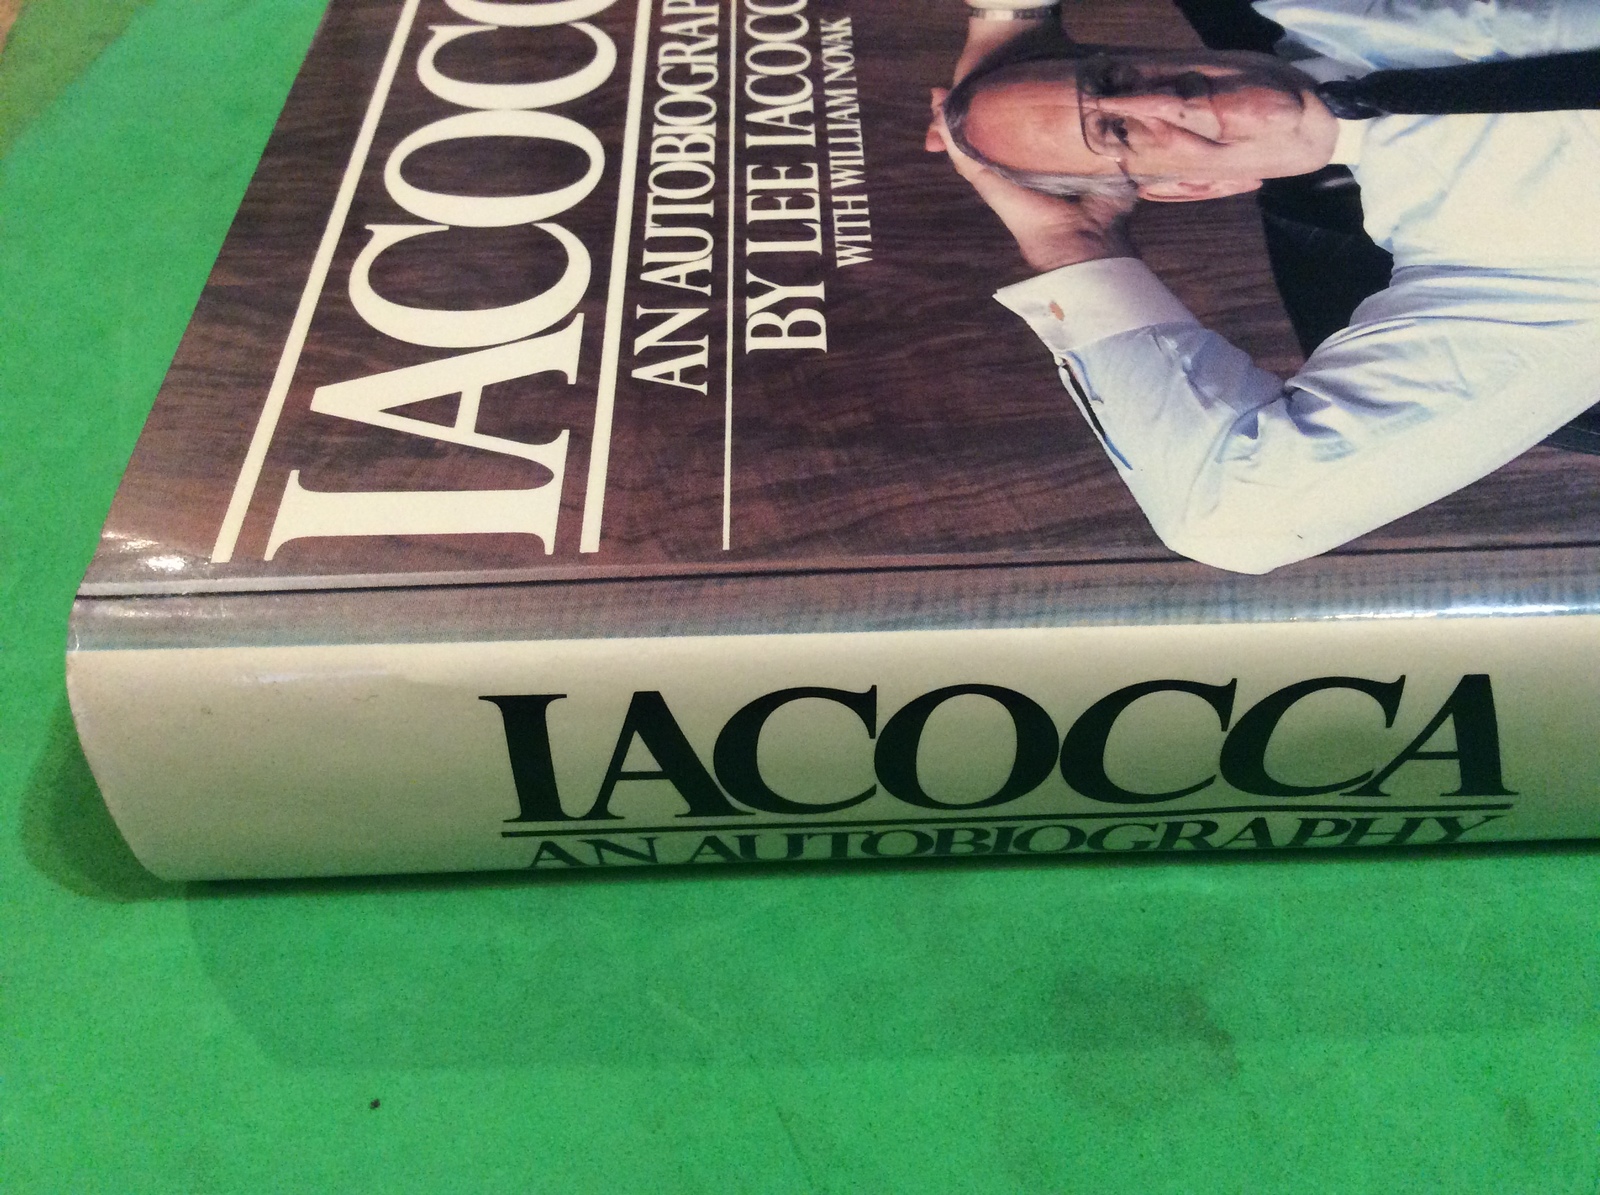 IACOCC
AN AUTOBIOGRAP
BY LEE IACOCC
WITH WILLIAM NOVAK
IACOCCA
AN AUTOBIOGRAPHY